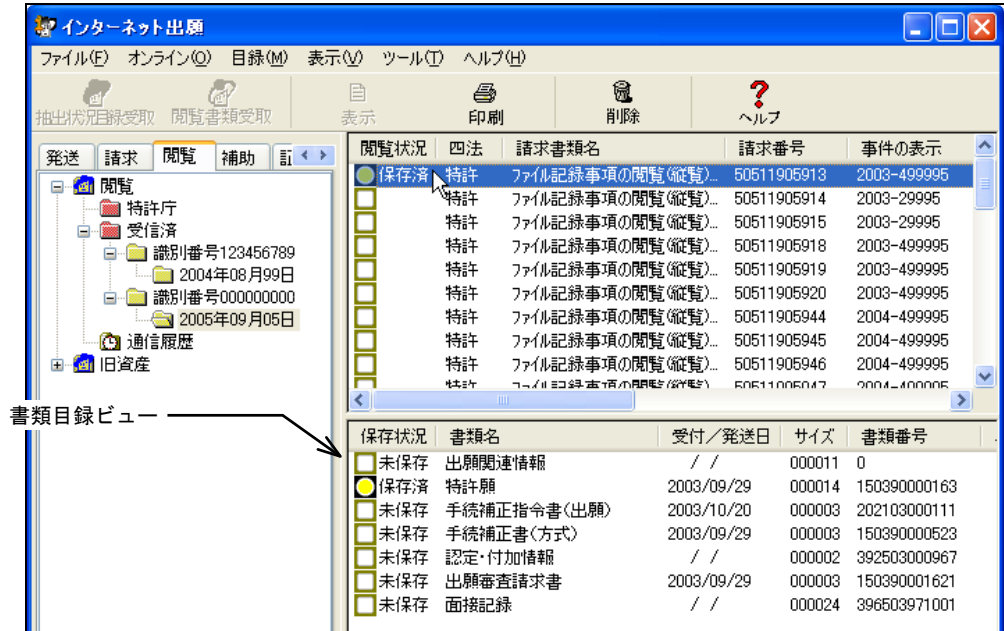 インターネット出願
ファイル(F) オンライン(O) 目録(M) 表示(V) ツール(T) ヘルプ(H)
抽出状況目録受取 閲覧書類受取 表示 印刷 削除 ヘルプ
発送 請求 閲覧 補助
閲覧
特許庁
受信済
識別番号123456789
2004年08月99日
識別番号000000000
2005年09月05日
通信履歴
旧資産
書類目録ビュー
閲覧状況 四法 請求書類名 請求番号 事件の表示
保存済 特許 ファイル記録事項の閲覧(縦覧)... 50511905913 2003-499995
特許 ファイル記録事項の閲覧(縦覧)... 50511905914 2003-29995
特許 ファイル記録事項の閲覧(縦覧)... 50511905915 2003-29995
特許 ファイル記録事項の閲覧(縦覧)... 50511905918 2003-499995
特許 ファイル記録事項の閲覧(縦覧)... 50511905919 2003-499995
特許 ファイル記録事項の閲覧(縦覧)... 50511905920 2003-499995
特許 ファイル記録事項の閲覧(縦覧)... 50511905944 2004-499995
特許 ファイル記録事項の閲覧(縦覧)... 50511905945 2004-499995
特許 ファイル記録事項の閲覧(縦覧)... 50511905946 2004-499995
特許 ファイル記録事項の閲覧(縦覧)... 50511905947 2004-499995
保存状況 書類名 受付／発送日 サイズ 書類番号
未保存 出願関連情報 / / 000011 0
保存済 特許願 2003/09/29 000014 150390000163
未保存 手続補正指令書(出願) 2003/10/20 000003 202103000111
未保存 手続補正書(方式) 2003/09/29 000003 150390000523
未保存 認定・付加情報 / / 000002 392503000967
未保存 出願審査請求書 2003/09/29 000003 150390001621
未保存 面接記録 / / 000024 396503971001